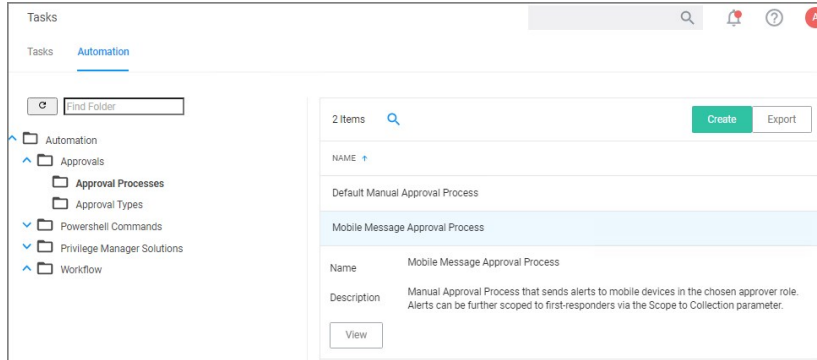 Tasks
A
Tasks Automation
Find Folder
Automation
Approvals
Approval Processes
Approval Types
Powershell Commands
Privilege Manager Solutions
Workflow
2 Items
Create Export
NAME
Default Manual Approval Process
Mobile Message Approval Process
Name Mobile Message Approval Process
Description Manual Approval Process that sends alerts to mobile devices in the chosen approver role.
Alerts can be further scoped to first-responders via the Scope to Collection parameter.
View